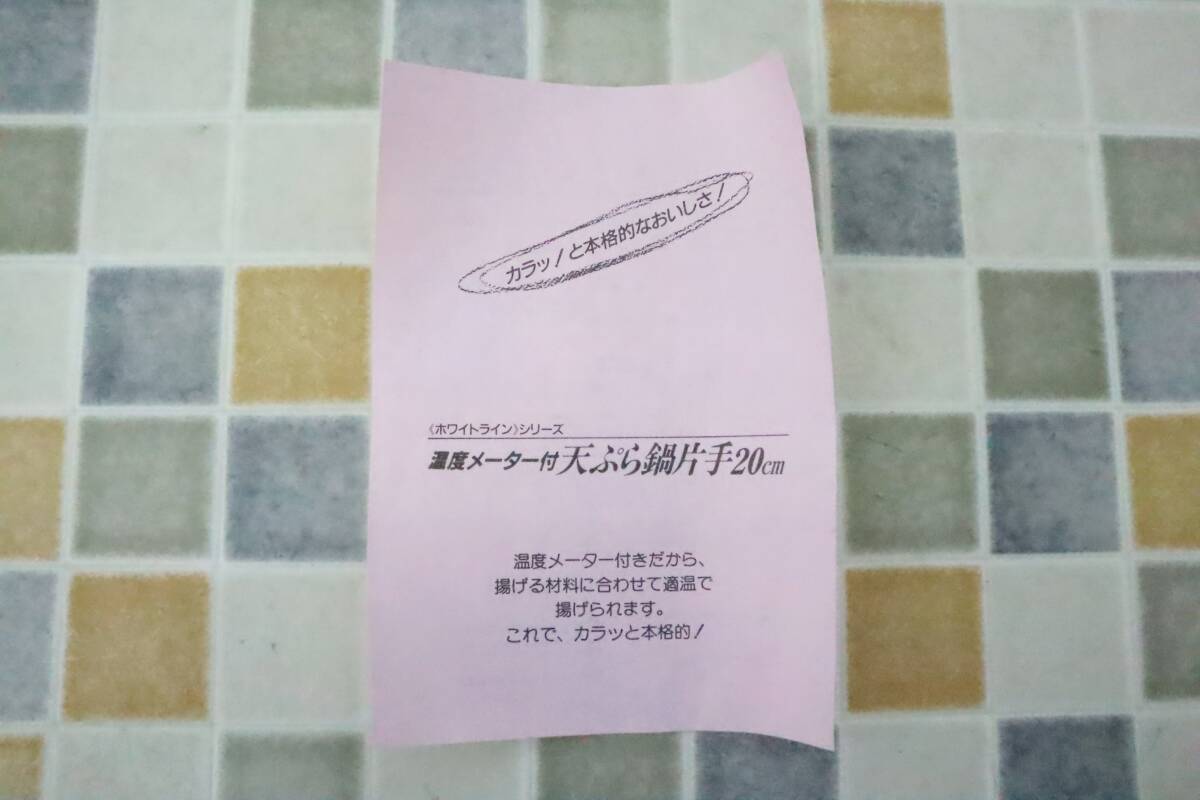 カラッ!と本格的なおいしさ!
《ホワイトライン》シリーズ
温度メーター付天ぷら鍋片手20cm
温度メーター付きだから、
揚げる材料に合わせて適温で
揚げられます。
これで、カラッと本格的!